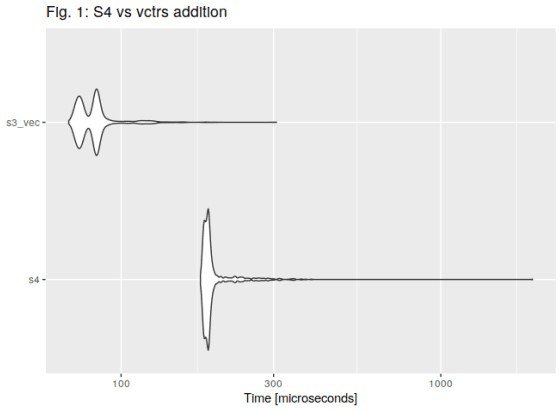 FIg. 1: S4 vs vctrs addition
s3_vec
s4
100
300
1000
Time [microseconds]